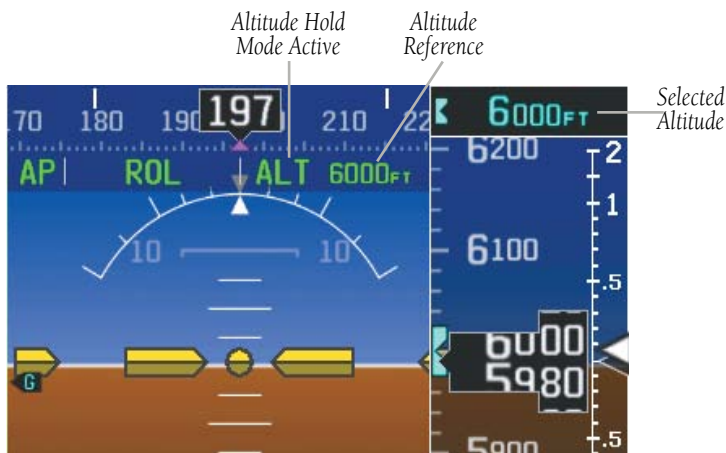 Altitude Hold
Mode Active
Altitude
Reference
Selected
Altitude
170 180 190 197 210 22
6000FT
AP ROL ALT 6000FT
6200
2
1
10 10
6100
.5
6000
5980
G
5900
.5